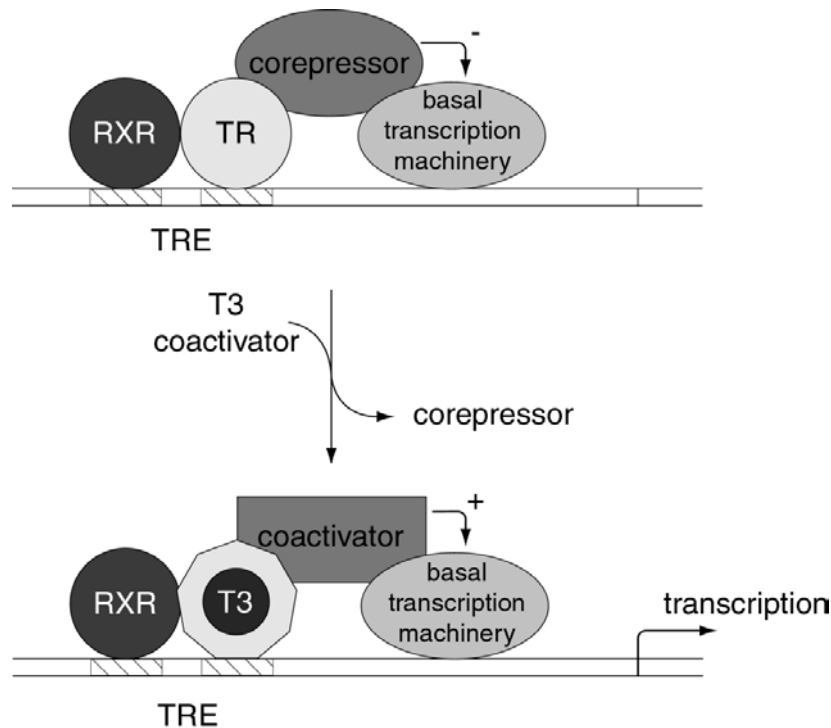 -
corepressor
RXR
TR
basal
transcription
machinery
TRE
T3
coactivator
corepressor
+
coactivator
RXR
T3
basal
transcription
machinery
transcription
TRE